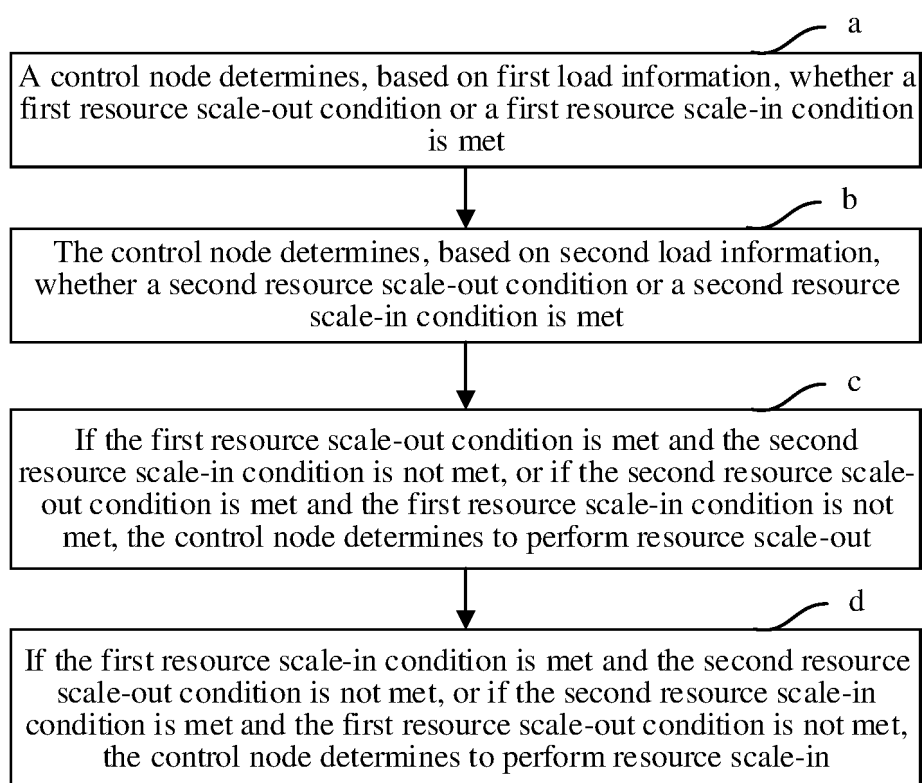 a
A control node determines, based on first load information, whether a
first resource scale-out condition or a first resource scale-in condition
is met
b
The control node determines, based on second load information,
whether a second resource scale-out condition or a second resource
scale-in condition is met
c
If the first resource scale-out condition is met and the second
resource scale-in condition is not met, or if the second resource scale-
out condition is met and the first resource scale-in condition is not
met, the control node determines to perform resource scale-out
d
If the first resource scale-in condition is met and the second resource
scale-out condition is not met, or if the second resource scale-in
condition is met and the first resource scale-out condition is not met,
the control node determines to perform resource scale-in